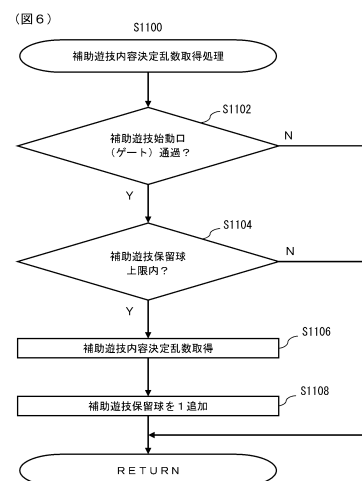 （図６）
S1100
補助遊技内容決定乱数取得処理
S1102
補助遊技始動口
（ゲート）通過？
N
Y
S1104
補助遊技保留球
上限内？
N
Y
S1106
補助遊技内容決定乱数取得
S1108
補助遊技保留球を１追加
ＲＥＴＵＲＮ